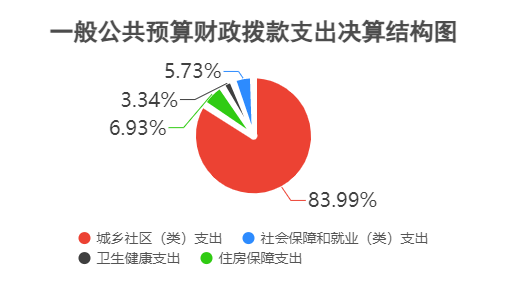 一般公共预算财政拨款支出决算结构图
5.73%
3.34%
6.93%
83.99%
城乡社区（类）支出 社会保障和就业（类）支出
卫生健康支出 住房保障支出